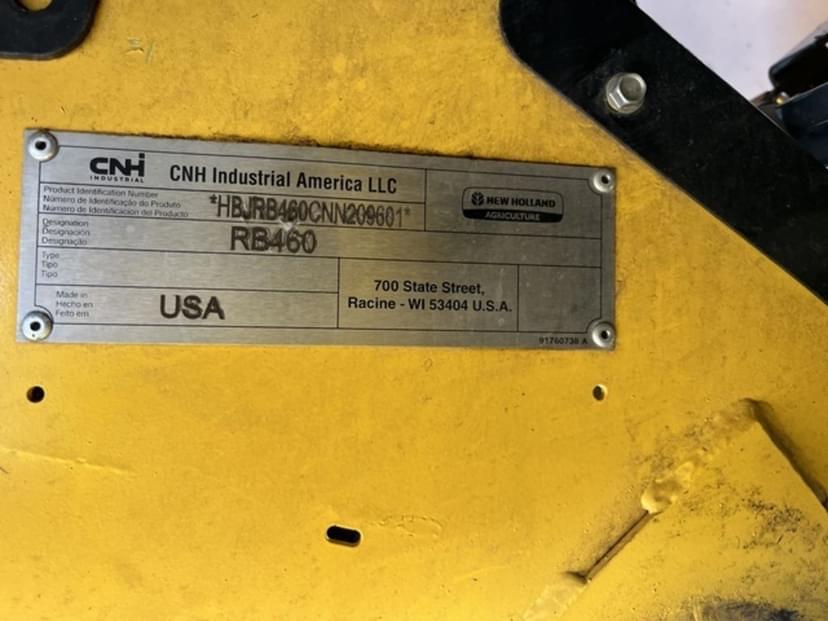 CNH
INDUSTRIAL
CNH Industrial America LLC
NEW HOLLAND
AGRICULTURE
Product Identification Number
Número de Identificação do Produto
Número de Identificación del Producto
*HBJRB460CNN209601*
Designation
Designación
Designação
RB460
Type
Tipo
Tipo
Made in
Hecho en
Feito em
USA
700 State Street,
Racine - WI 53404 U.S.A.
91760738 A